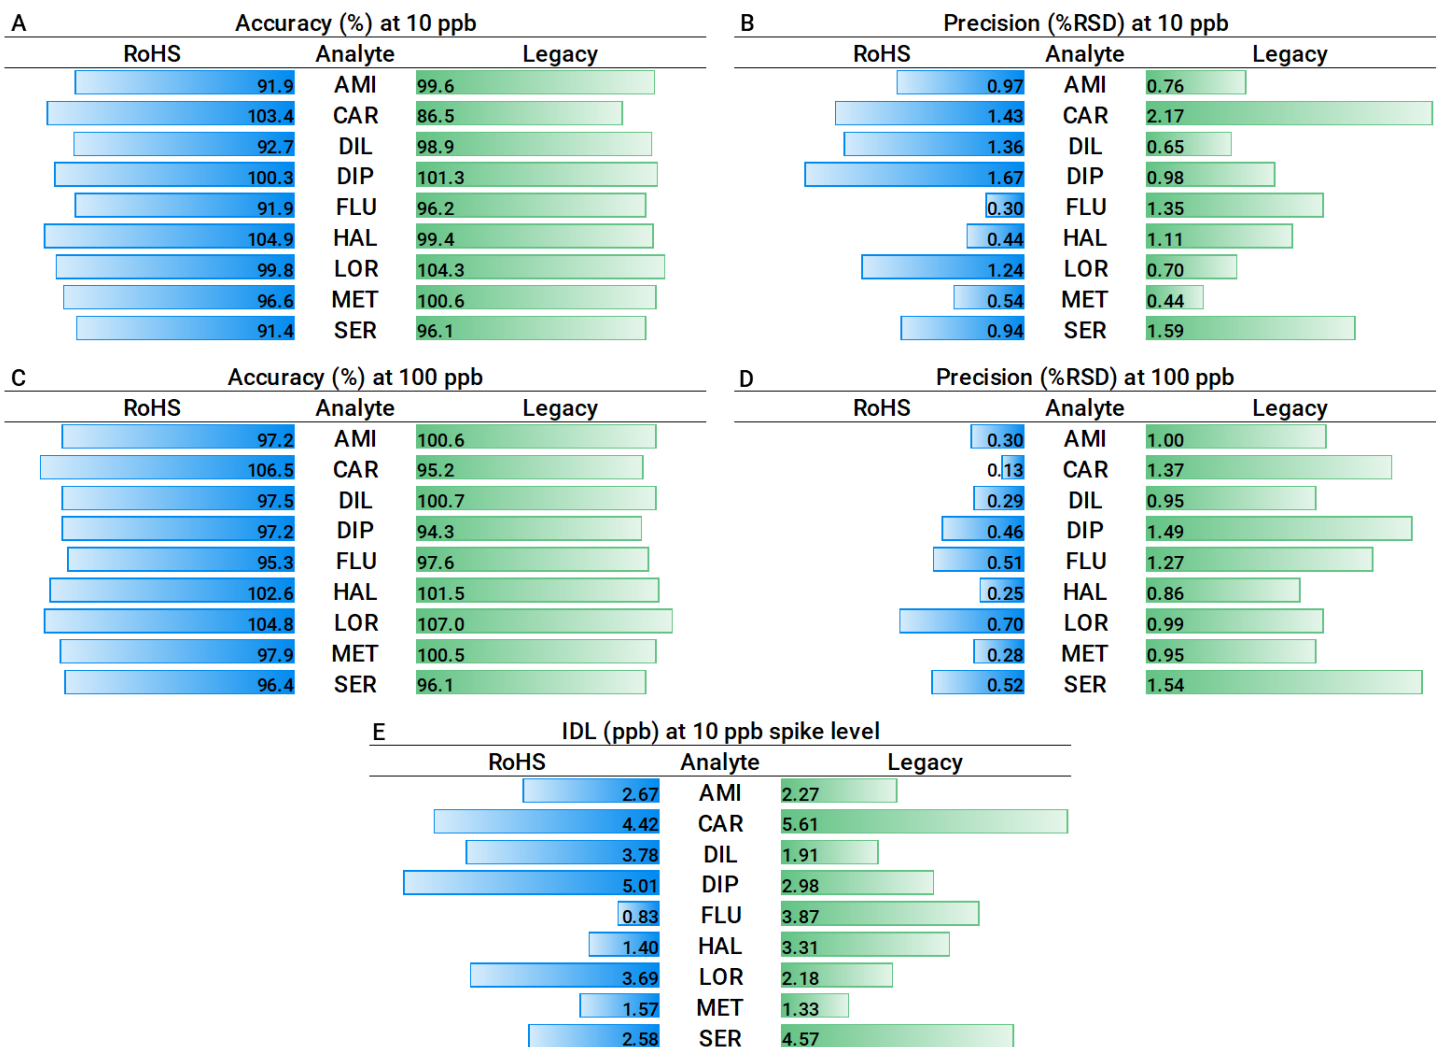 A Accuracy (%) at 10 ppb
RoHS Analyte Legacy
91.9 AMI 99.6
103.4 CAR 86.5
92.7 DIL 98.9
100.3 DIP 101.3
91.9 FLU 96.2
104.9 HAL 99.4
99.8 LOR 104.3
96.6 MET 100.6
91.4 SER 96.1
B Precision (%RSD) at 10 ppb
RoHS Analyte Legacy
0.97 AMI 0.76
1.43 CAR 2.17
1.36 DIL 0.65
1.67 DIP 0.98
0.30 FLU 1.35
0.44 HAL 1.11
1.24 LOR 0.70
0.54 MET 0.44
0.94 SER 1.59
C Accuracy (%) at 100 ppb
RoHS Analyte Legacy
97.2 AMI 100.6
106.5 CAR 95.2
97.5 DIL 100.7
97.2 DIP 94.3
95.3 FLU 97.6
102.6 HAL 101.5
104.8 LOR 107.0
97.9 MET 100.5
96.4 SER 96.1
D Precision (%RSD) at 100 ppb
RoHS Analyte Legacy
0.30 AMI 1.00
0.13 CAR 1.37
0.29 DIL 0.95
0.46 DIP 1.49
0.51 FLU 1.27
0.25 HAL 0.86
0.70 LOR 0.99
0.28 MET 0.95
0.52 SER 1.54
E IDL (ppb) at 10 ppb spike level
RoHS Analyte Legacy
2.67 AMI 2.27
4.42 CAR 5.61
3.78 DIL 1.91
5.01 DIP 2.98
0.83 FLU 3.87
1.40 HAL 3.31
3.69 LOR 2.18
1.57 MET 1.33
2.58 SER 4.57